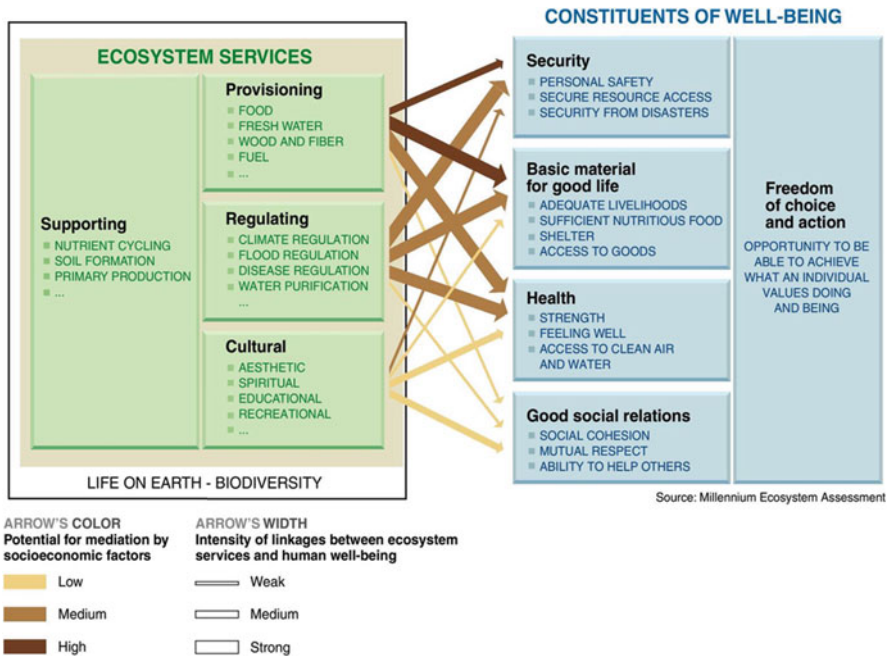 CONSTITUENTS OF WELL-BEING
ECOSYSTEM SERVICES
Supporting
NUTRIENT CYCLING
SOIL FORMATION
PRIMARY PRODUCTION
...
Provisioning
FOOD
FRESH WATER
WOOD AND FIBER
FUEL
...
Regulating
CLIMATE REGULATION
FLOOD REGULATION
DISEASE REGULATION
WATER PURIFICATION
...
Cultural
AESTHETIC
SPIRITUAL
EDUCATIONAL
RECREATIONAL
...
LIFE ON EARTH - BIODIVERSITY
Security
PERSONAL SAFETY
SECURE RESOURCE ACCESS
SECURITY FROM DISASTERS
Basic material
for good life
ADEQUATE LIVELIHOODS
SUFFICIENT NUTRITIOUS FOOD
SHELTER
ACCESS TO GOODS
Health
STRENGTH
FEELING WELL
ACCESS TO CLEAN AIR
AND WATER
Good social relations
SOCIAL COHESION
MUTUAL RESPECT
ABILITY TO HELP OTHERS
Freedom
of choice
and action
OPPORTUNITY TO BE
ABLE TO ACHIEVE
WHAT AN INDIVIDUAL
VALUES DOING
AND BEING
Source: Millennium Ecosystem Assessment
ARROW'S COLOR
Potential for mediation by
socioeconomic factors
Low
Medium
High
ARROW'S WIDTH
Intensity of linkages between ecosystem
services and human well-being
Weak
Medium
Strong